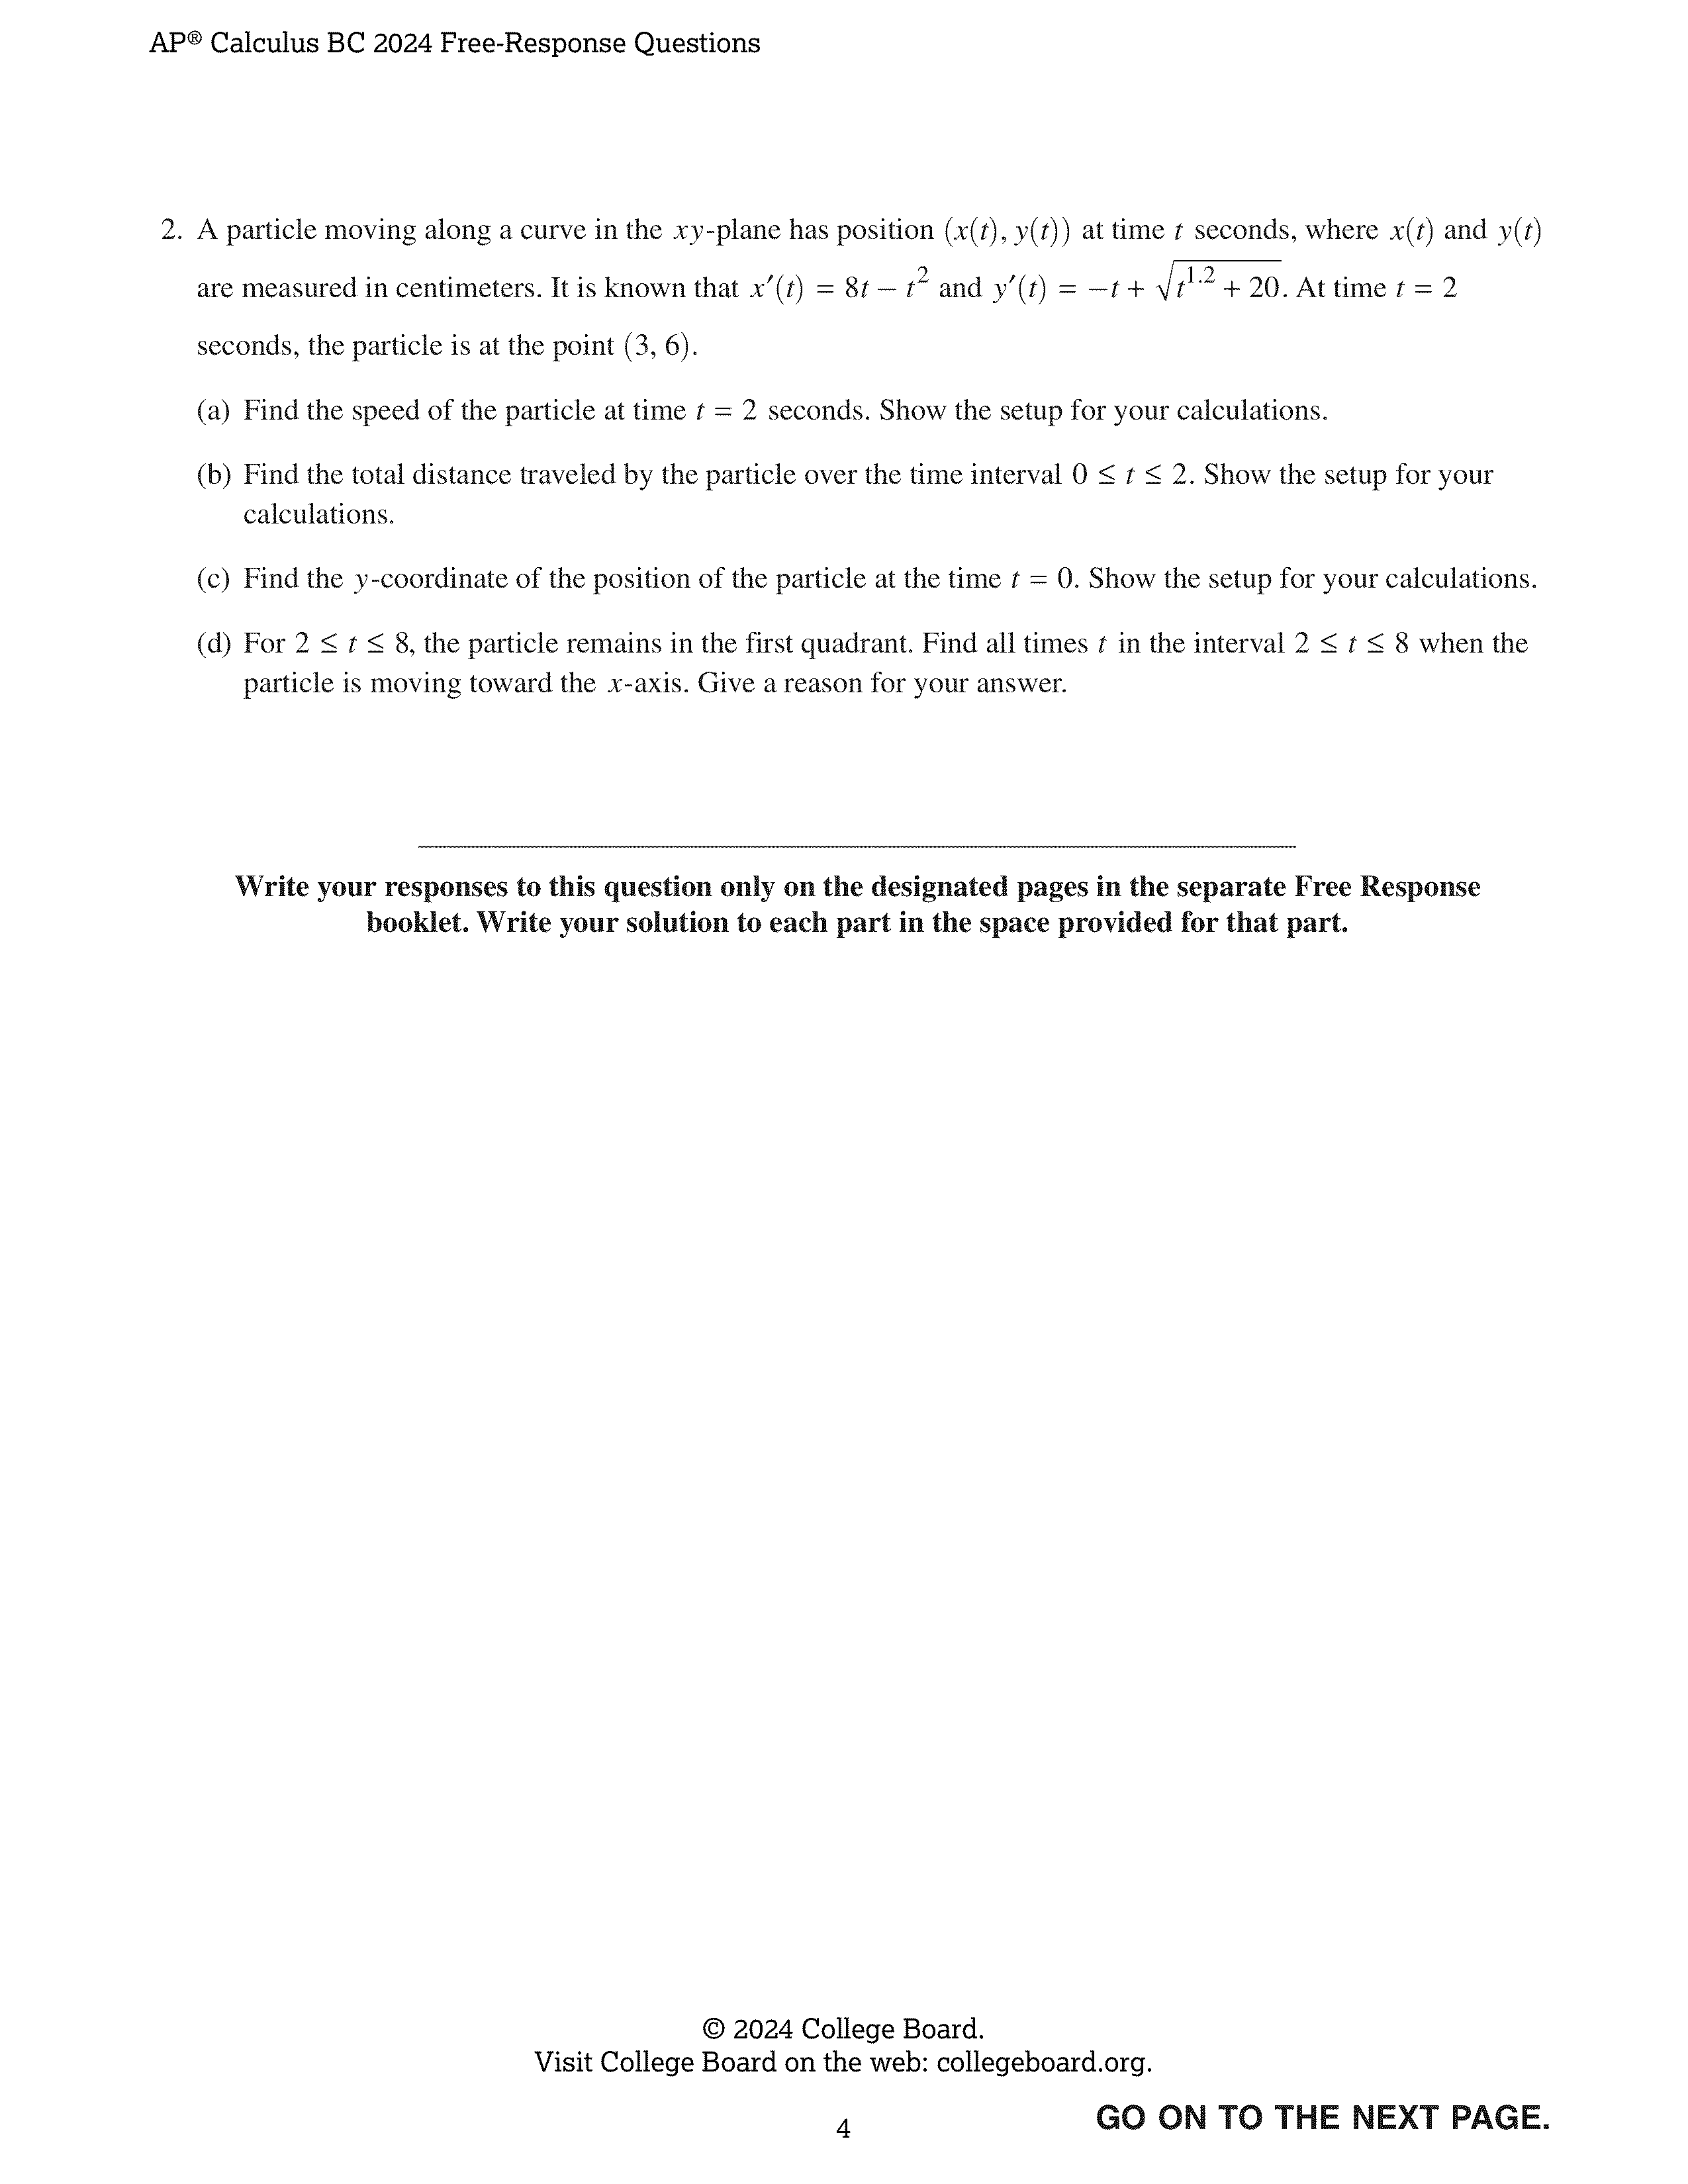 AP® Calculus BC 2024 Free-Response Questions
2. A particle moving along a curve in the xy-plane has position (x(t), y(t)) at time t seconds, where x(t) and y(t)
are measured in centimeters. It is known that x′(t) = 8t − t² and y′(t) = −t + √(t^1.2 + 20). At time t = 2
seconds, the particle is at the point (3, 6).
(a) Find the speed of the particle at time t = 2 seconds. Show the setup for your calculations.
(b) Find the total distance traveled by the particle over the time interval 0 ≤ t ≤ 2. Show the setup for your
calculations.
(c) Find the y-coordinate of the position of the particle at the time t = 0. Show the setup for your calculations.
(d) For 2 ≤ t ≤ 8, the particle remains in the first quadrant. Find all times t in the interval 2 ≤ t ≤ 8 when the
particle is moving toward the x-axis. Give a reason for your answer.
Write your responses to this question only on the designated pages in the separate Free Response
booklet. Write your solution to each part in the space provided for that part.
© 2024 College Board.
Visit College Board on the web: collegeboard.org.
GO ON TO THE NEXT PAGE.
4